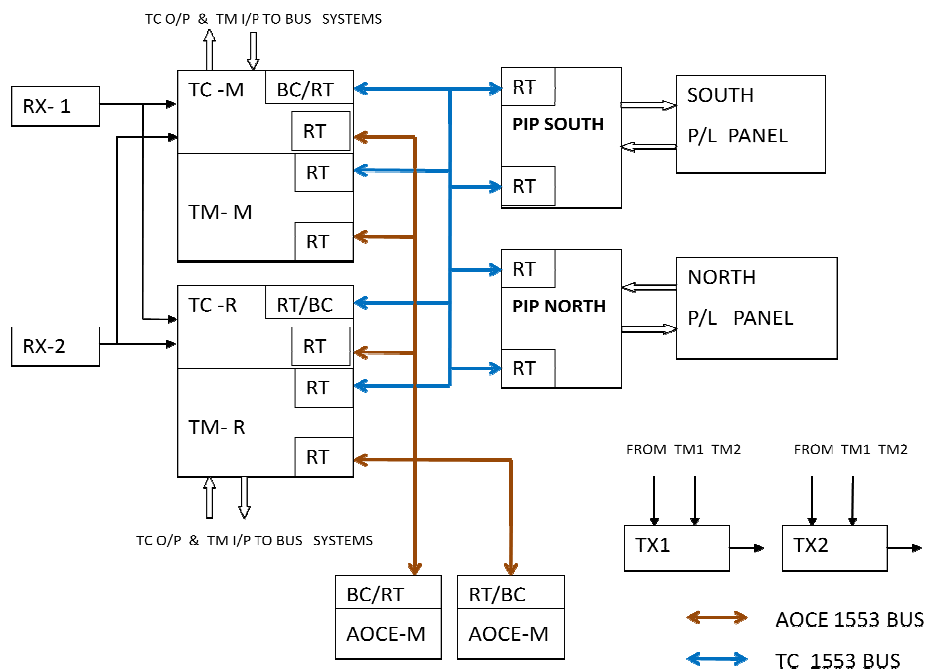 TC O/P & TM I/P TO BUS SYSTEMS
RX- 1
TC -M
BC/RT
RT
RT
TM- M
RT
RT
PIP SOUTH
RT
SOUTH
P/L PANEL
RX-2
TC -R
RT/BC
RT
RT
TM- R
RT
RT
PIP NORTH
RT
NORTH
P/L PANEL
TC O/P & TM I/P TO BUS SYSTEMS
FROM TM1 TM2
FROM TM1 TM2
TX1
TX2
BC/RT
AOCE-M
RT/BC
AOCE-M
AOCE 1553 BUS
TC 1553 BUS